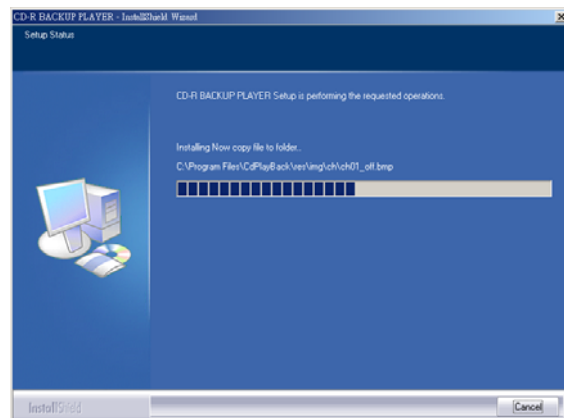 CD-R BACKUP PLAYER - InstallShield Wizard
Setup Status
CD-R BACKUP PLAYER Setup is performing the requested operations.
Installing Now copy file to folder..
C:\Program Files\CdPlayBack\res\img\ch\ch01_off.bmp
InstallShield
Cancel